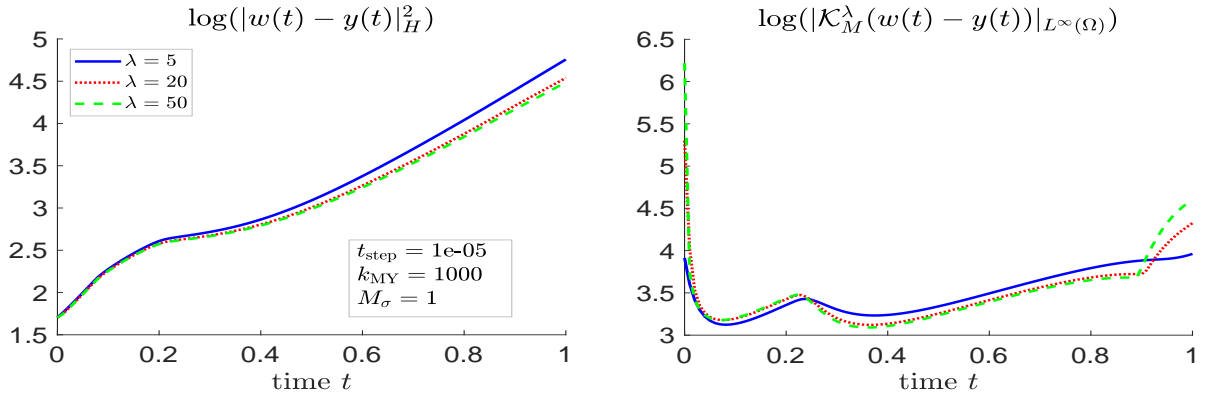 log(|w(t) − y(t)|²_H)
5
4.5
4
3.5
3
2.5
2
1.5
λ = 5
λ = 20
λ = 50
t_step = 1e-05
k_MY = 1000
M_σ = 1
0 0.2 0.4 0.6 0.8 1
time t
log(|𝒦_M^λ(w(t) − y(t))|_{L^∞(Ω)})
6.5
6
5.5
5
4.5
4
3.5
3
0 0.2 0.4 0.6 0.8 1
time t